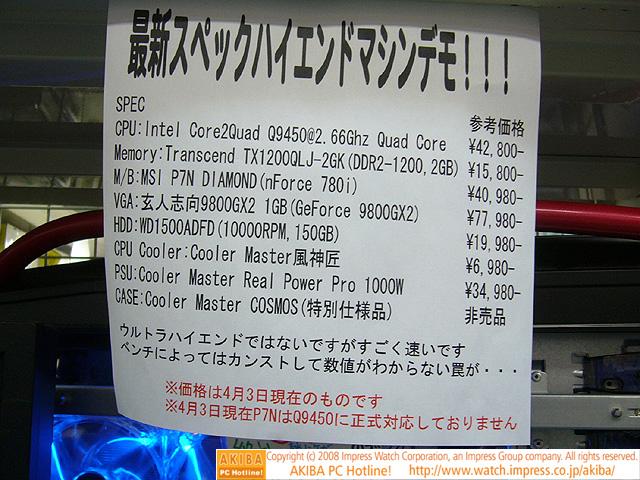 最新スペックハイエンドマシンデモ！！！
SPEC
参考価格
CPU:Intel Core2Quad Q9450@2.66Ghz Quad Core ¥42,800-
Memory:Transcend TX1200QLJ-2GK(DDR2-1200,2GB) ¥15,800-
M/B:MSI P7N DIAMOND(nForce 780i) ¥40,980-
VGA:玄人志向9800GX2 1GB(GeForce 9800GX2) ¥77,980-
HDD:WD1500ADFD(10000RPM,150GB) ¥19,980-
CPU Cooler:Cooler Master風神匠 ¥6,980-
PSU:Cooler Master Real Power Pro 1000W ¥34,980-
CASE:Cooler Master COSMOS(特別仕様品) 非売品
ウルトラハイエンドではないですがすごく速いです
ベンチによってはカンストして数値がわからない罠が・・・
※価格は4月3日現在のものです
※4月3日現在P7NはQ9450に正式対応しておりません
AKIBA PC Hotline!
Copyright (c) 2008 Impress Watch Corporation, an Impress Group company. All rights reserved.
AKIBA PC Hotline! http://www.watch.impress.co.jp/akiba/